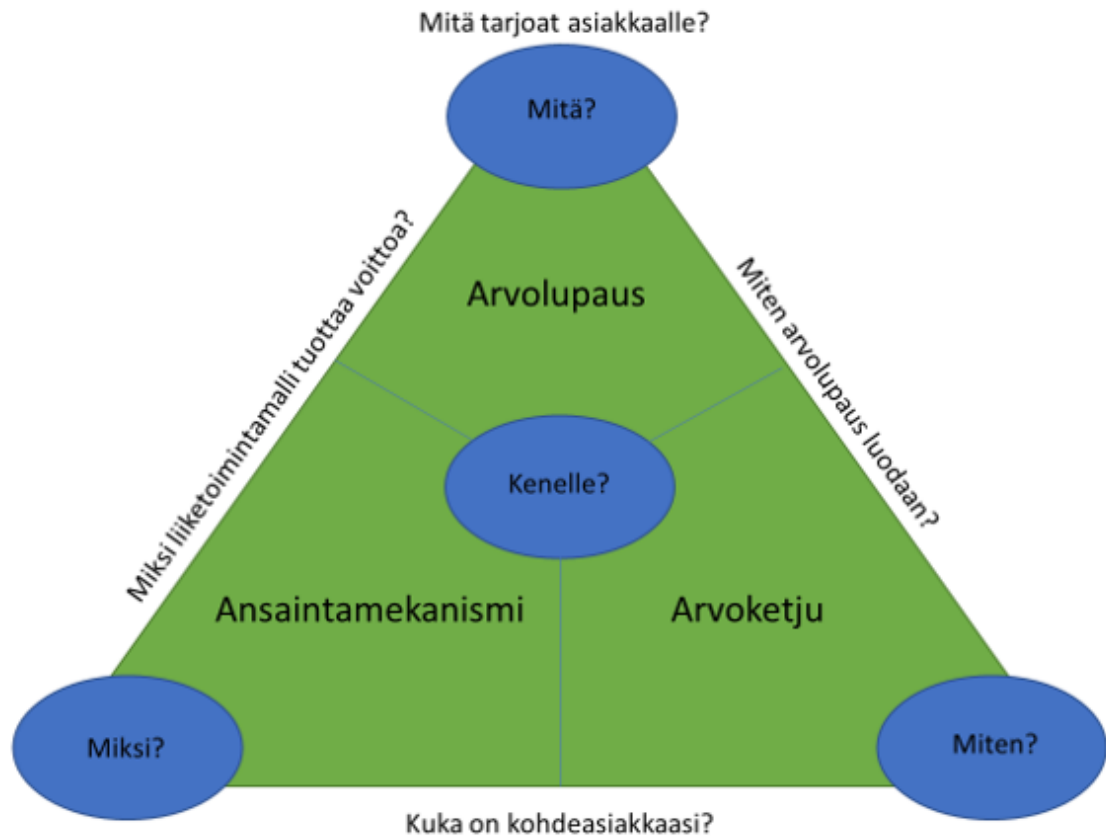 Mitä tarjoat asiakkaalle?
Mitä?
Miksi liiketoimintamalli tuottaa voittoa?
Arvolupaus
Miten arvolupaus luodaan?
Kenelle?
Ansaintamekanismi
Arvoketju
Miksi?
Miten?
Kuka on kohdeasiakkaasi?